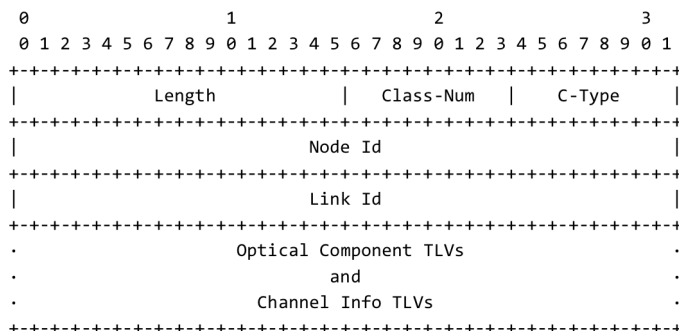 0                   1                   2                   3
0 1 2 3 4 5 6 7 8 9 0 1 2 3 4 5 6 7 8 9 0 1 2 3 4 5 6 7 8 9 0 1
+-+-+-+-+-+-+-+-+-+-+-+-+-+-+-+-+-+-+-+-+-+-+-+-+-+-+-+-+-+-+-+-+
|             Length            |   Class-Num   |    C-Type     |
+-+-+-+-+-+-+-+-+-+-+-+-+-+-+-+-+-+-+-+-+-+-+-+-+-+-+-+-+-+-+-+-+
|                            Node Id                            |
+-+-+-+-+-+-+-+-+-+-+-+-+-+-+-+-+-+-+-+-+-+-+-+-+-+-+-+-+-+-+-+-+
|                            Link Id                            |
+-+-+-+-+-+-+-+-+-+-+-+-+-+-+-+-+-+-+-+-+-+-+-+-+-+-+-+-+-+-+-+-+
·                     Optical Component TLVs                    ·
·                              and                              ·
·                       Channel Info TLVs                       ·
+-+-+-+-+-+-+-+-+-+-+-+-+-+-+-+-+-+-+-+-+-+-+-+-+-+-+-+-+-+-+-+-+